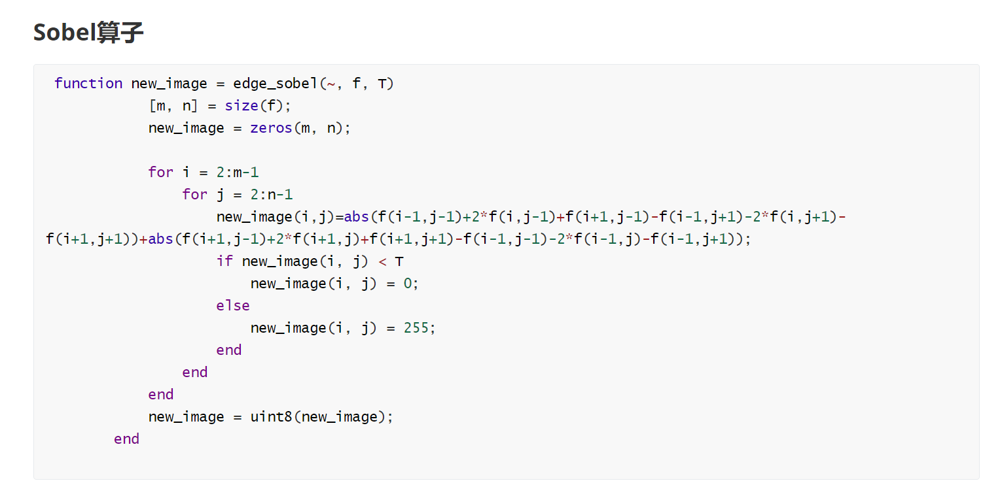 Sobel算子
function new_image = edge_sobel(~, f, T)
[m, n] = size(f);
new_image = zeros(m, n);
for i = 2:m-1
for j = 2:n-1
new_image(i,j)=abs(f(i-1,j-1)+2*f(i,j-1)+f(i+1,j-1)-f(i-1,j+1)-2*f(i,j+1)-
f(i+1,j+1))+abs(f(i+1,j-1)+2*f(i+1,j)+f(i+1,j+1)-f(i-1,j-1)-2*f(i-1,j)-f(i-1,j+1));
if new_image(i, j) < T
new_image(i, j) = 0;
else
new_image(i, j) = 255;
end
end
end
new_image = uint8(new_image);
end